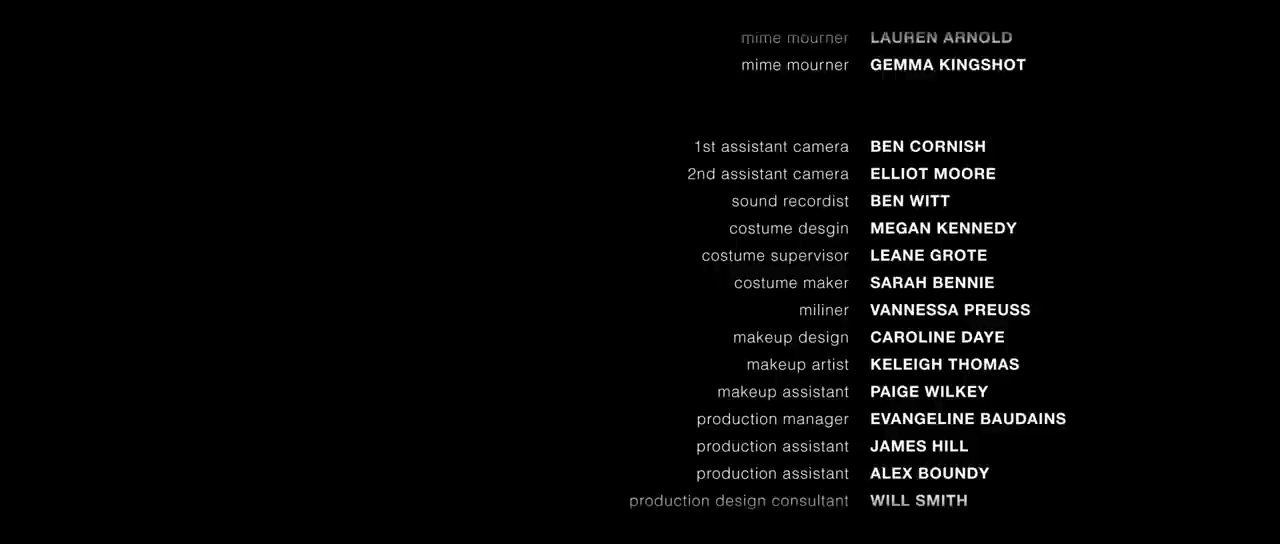 mime mourner LAUREN ARNOLD
mime mourner GEMMA KINGSHOT
1st assistant camera BEN CORNISH
2nd assistant camera ELLIOT MOORE
sound recordist BEN WITT
costume desgin MEGAN KENNEDY
costume supervisor LEANE GROTE
costume maker SARAH BENNIE
miliner VANNESSA PREUSS
makeup design CAROLINE DAYE
makeup artist KELEIGH THOMAS
makeup assistant PAIGE WILKEY
production manager EVANGELINE BAUDAINS
production assistant JAMES HILL
production assistant ALEX BOUNDY
production design consultant WILL SMITH